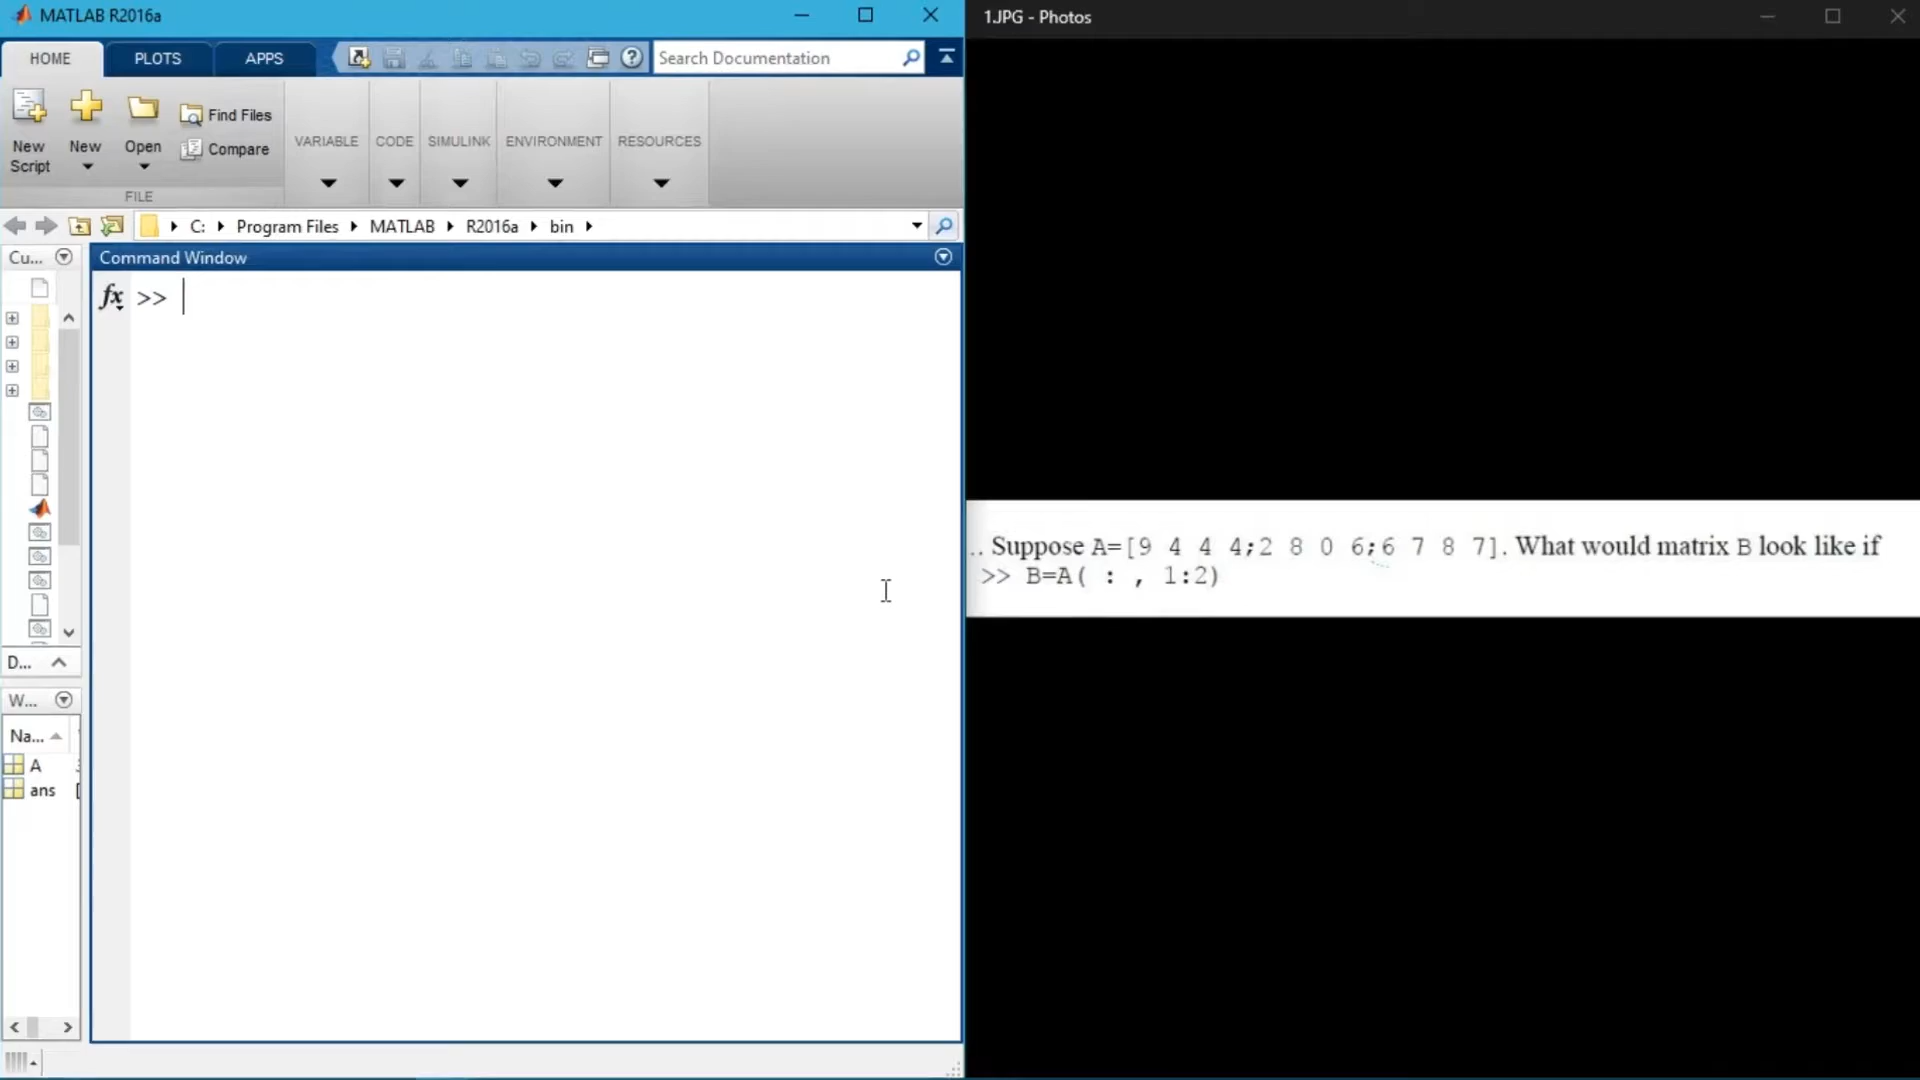 MATLAB R2016a
HOME PLOTS APPS Search Documentation
New Script New Open Find Files Compare
VARIABLE CODE SIMULINK ENVIRONMENT RESOURCES
FILE
C: Program Files MATLAB R2016a bin
Cu...
Command Window
fx >>
D...
W...
Na...
A
ans
1.JPG - Photos
.. Suppose A=[9 4 4 4;2 8 0 6;6 7 8 7]. What would matrix B look like if
>> B=A( : , 1:2)